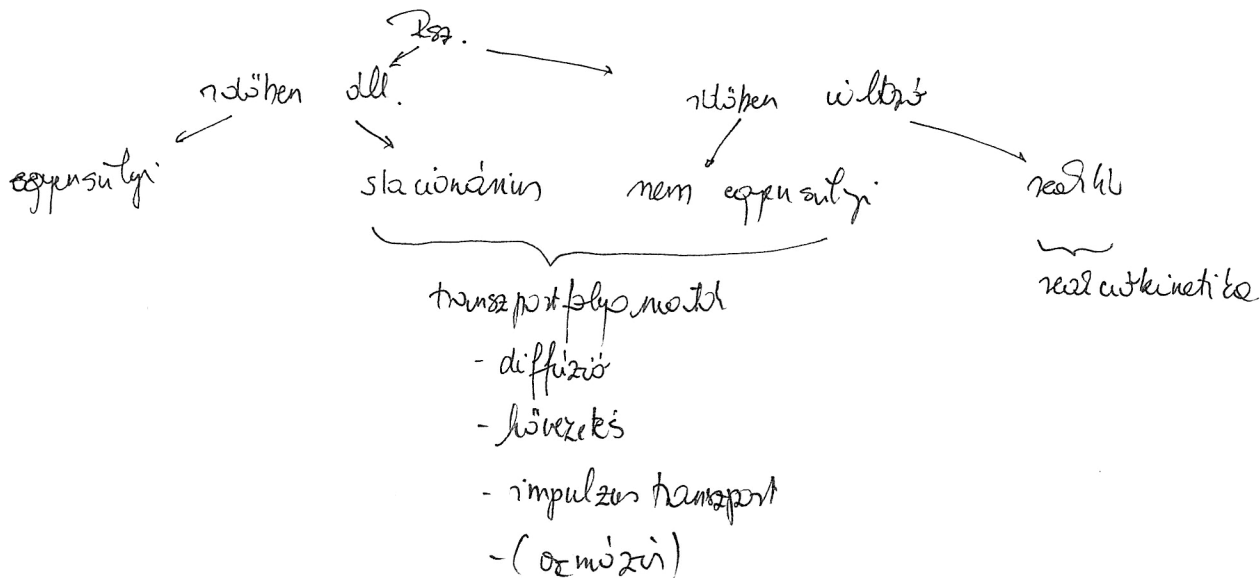 Rsz.
időben áll. időben változó
egyensúlyi stacionárius nem egyensúlyi reakció
transzportfolyamatok reakciókinetika
- diffúzió
- hővezetés
- impulzus transzport
- (ozmózis)